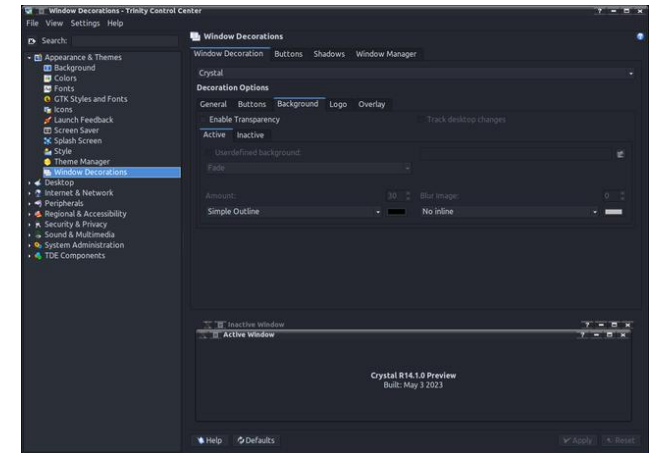 Window Decorations - Trinity Control Center
File View Settings Help
Search:
Appearance & Themes
Background
Colors
Fonts
GTK Styles and Fonts
Icons
Launch Feedback
Screen Saver
Splash Screen
Style
Theme Manager
Window Decorations
Desktop
Internet & Network
Peripherals
Regional & Accessibility
Security & Privacy
Sound & Multimedia
System Administration
TDE Components
Window Decorations
Window Decoration Buttons Shadows Window Manager
Crystal
Decoration Options
General Buttons Background Logo Overlay
Enable Transparency Track desktop changes
Active Inactive
Userdefined background:
Fade
Amount: 30 Blur image: 0
Simple Outline No inline
Inactive Window
Active Window
Crystal R14.1.0 Preview
Built: May 3 2023
Help Defaults Apply Reset